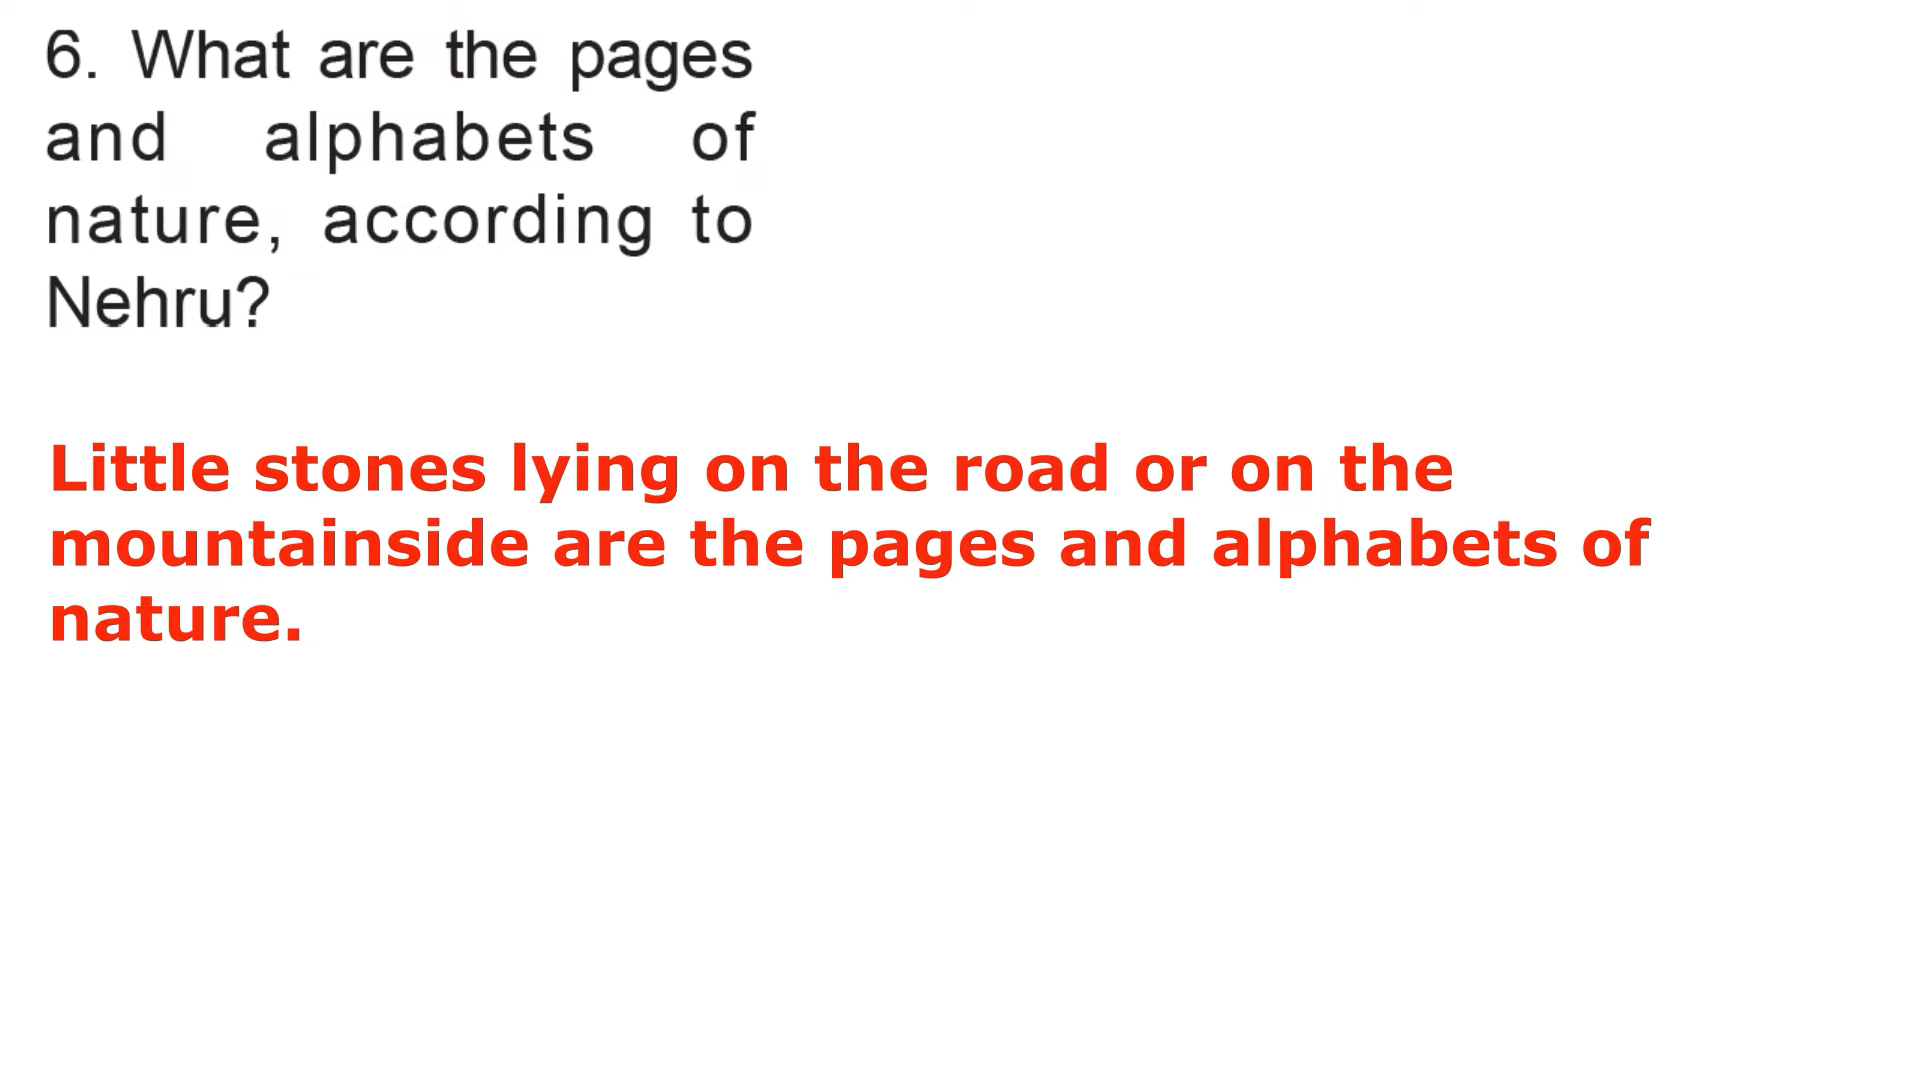 6. What are the pages
and alphabets of
nature, according to
Nehru?
Little stones lying on the road or on the
mountainside are the pages and alphabets of
nature.